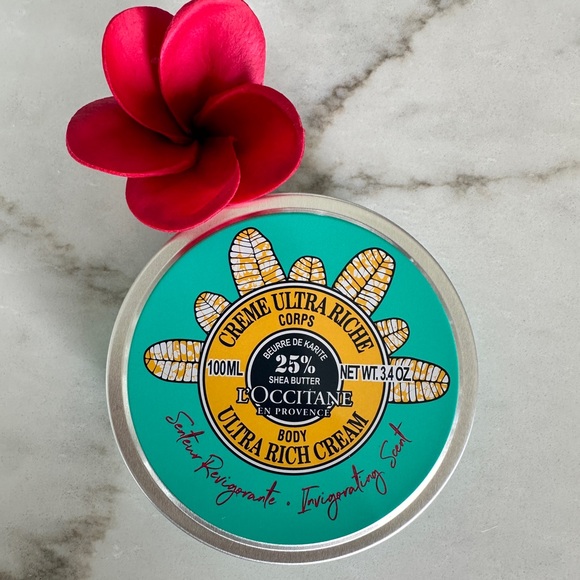 CRÈME ULTRA RICHE
CORPS
BEURRE DE KARITE
25%
SHEA BUTTER
100ML
NET WT. 3.4 OZ.
L'OCCITANE
EN PROVENCE
BODY
ULTRA RICH CREAM
Senteur Revigorante · Invigorating Scent